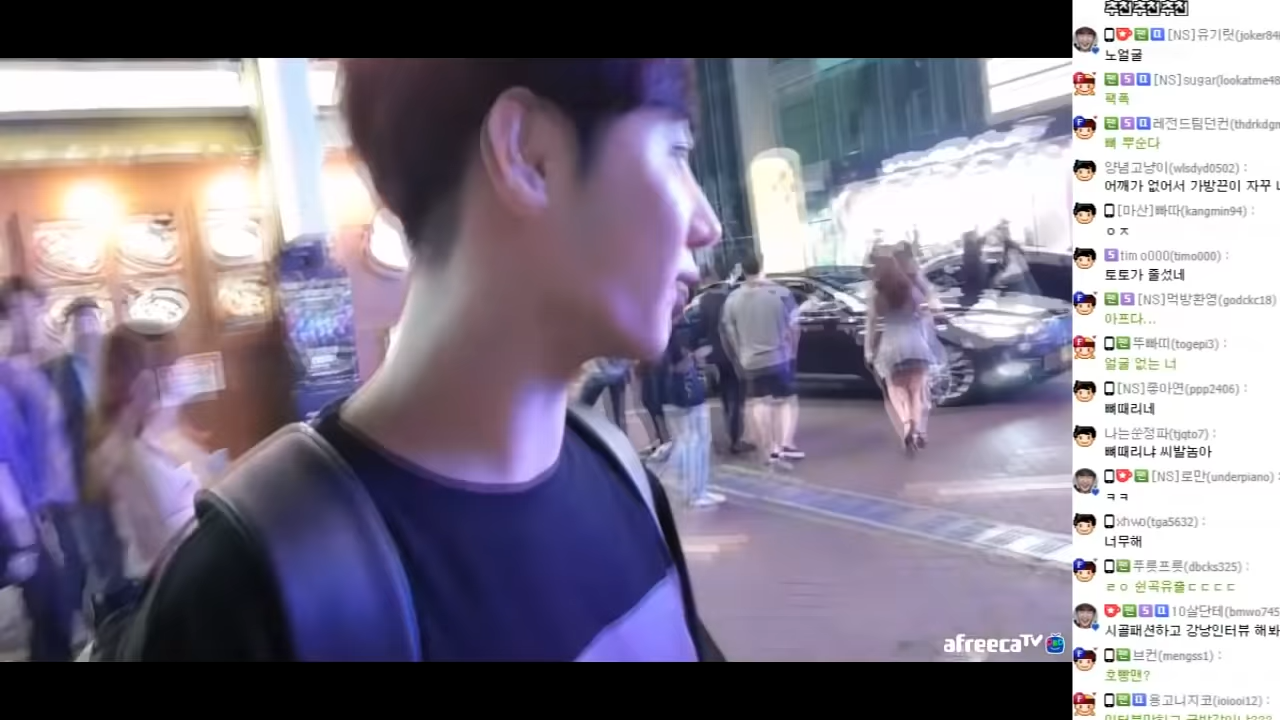 추천추천추천
[NS]유기럿(joker84
노얼굴
[NS]sugar(lookatme48
팩폭
레전드팀던컨(thdrkdgn
뼈 뿌순다
양념고냥이(wlsdyd0502) :
어깨가 없어서 가방끈이 자꾸
[마산]빠따(kangmin94) :
ㅇㅈ
tim o000(timo000) :
토토가 줄섰네
[NS]먹방환영(godckc18)
아프다...
뚜빠띠(togepi3) :
얼굴 없는 너
[NS]좋아연(ppp2406) :
뼈때리네
나는쏜정파(tjqto7) :
뼈때리냐 씨발놈아
[NS]로만(underpiano) :
ㅋㅋ
xhwo(tga5632) :
너무해
푸룻프룻(dbcks325) :
ㄹㅇ 쉰곡유출ㄷㄷㄷㄷ
10살단테(bmwo745
시골패션하고 강남인터뷰 해봐
브컨(mengss1) :
호빵맨?
용고니지코(ioiooi12) :
afreecaTV